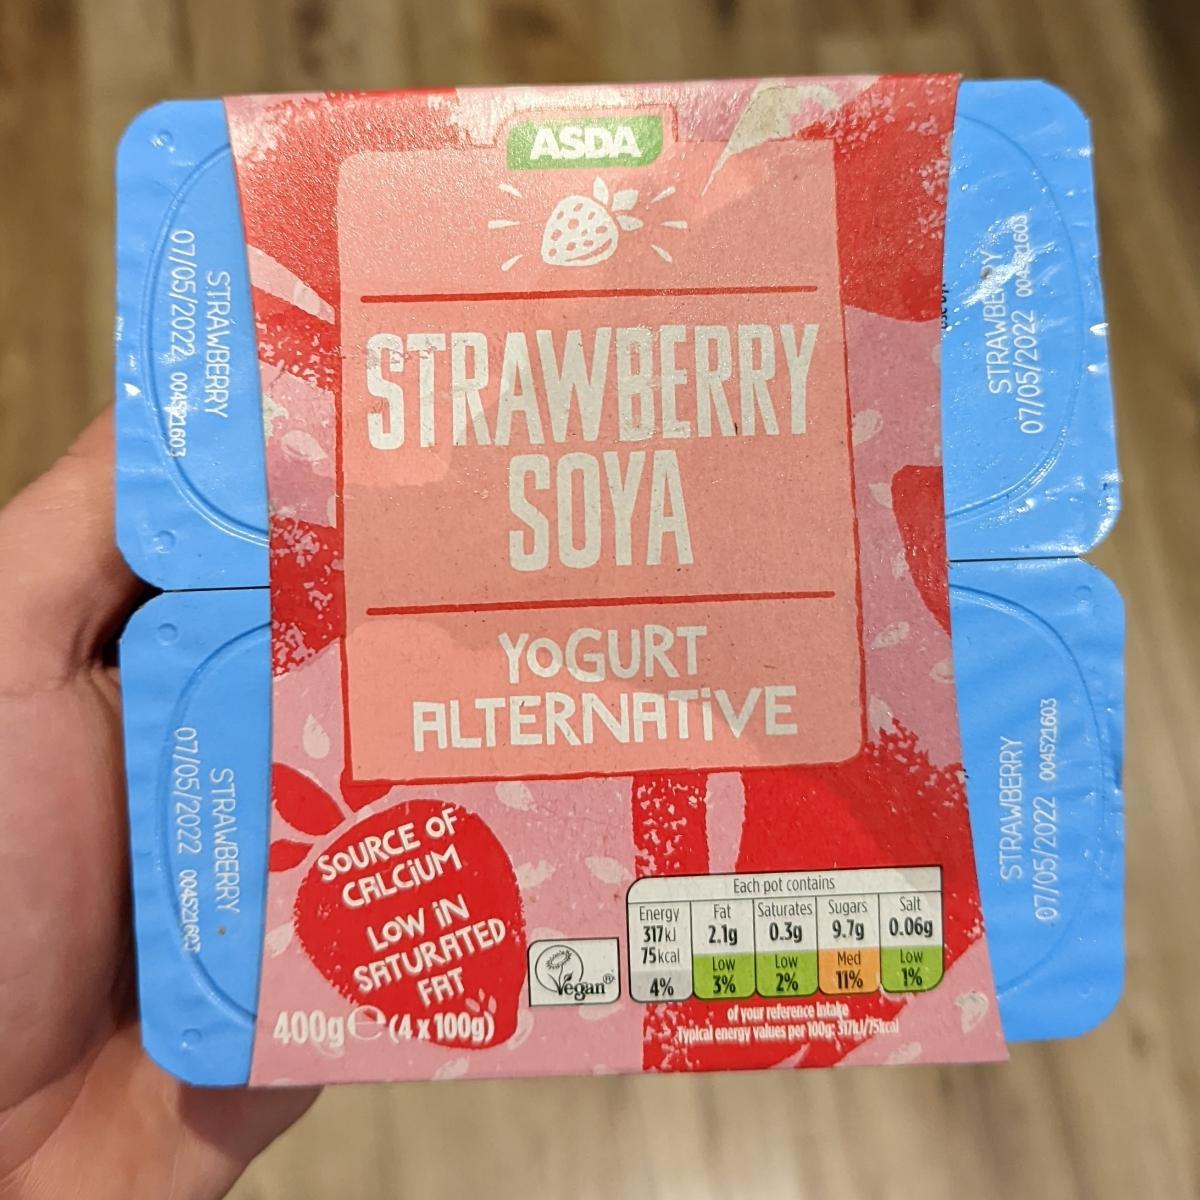 ASDA
STRAWBERRY
SOYA
YOGURT
ALTERNATIVE
SOURCE OF
CALCIUM
LOW IN
SATURATED
FAT
400g℮(4 x 100g)
Vegan®
Each pot contains
Energy
317kJ
75kcal
4%
Fat
2.1g
Low
3%
Saturates
0.3g
Low
2%
Sugars
9.7g
Med
11%
Salt
0.06g
Low
1%
of your reference intake
Typical energy values per 100g: 317kJ/75kcal
STRAWBERRY
07/05/2022 004521603
STRAWBERRY
07/05/2022 004521603
STRAWBERRY
07/05/2022 004521603
STRAWBERRY
07/05/2022 004521603